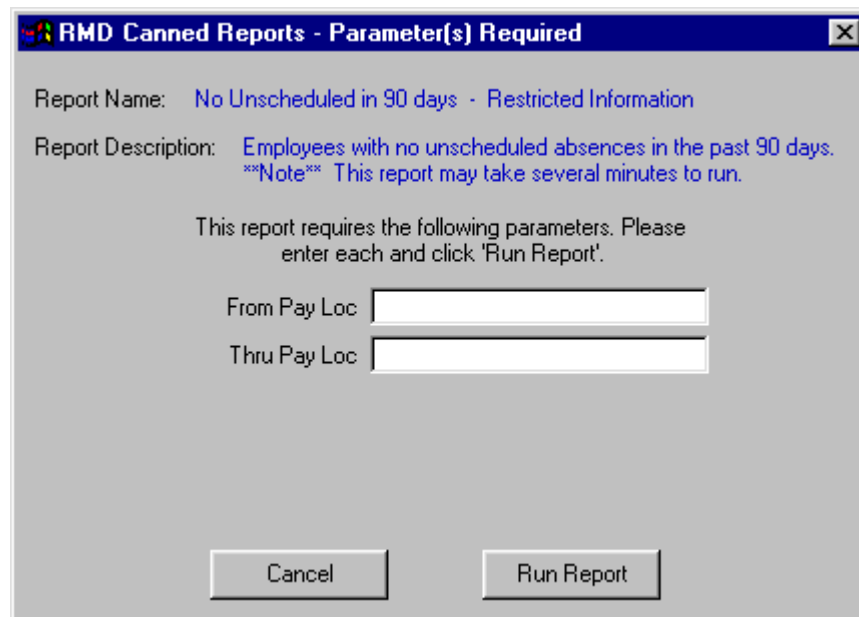 RMD Canned Reports - Parameter(s) Required
Report Name: No Unscheduled in 90 days - Restricted Information
Report Description: Employees with no unscheduled absences in the past 90 days.
**Note** This report may take several minutes to run.
This report requires the following parameters. Please
enter each and click 'Run Report'.
From Pay Loc
Thru Pay Loc
Cancel Run Report